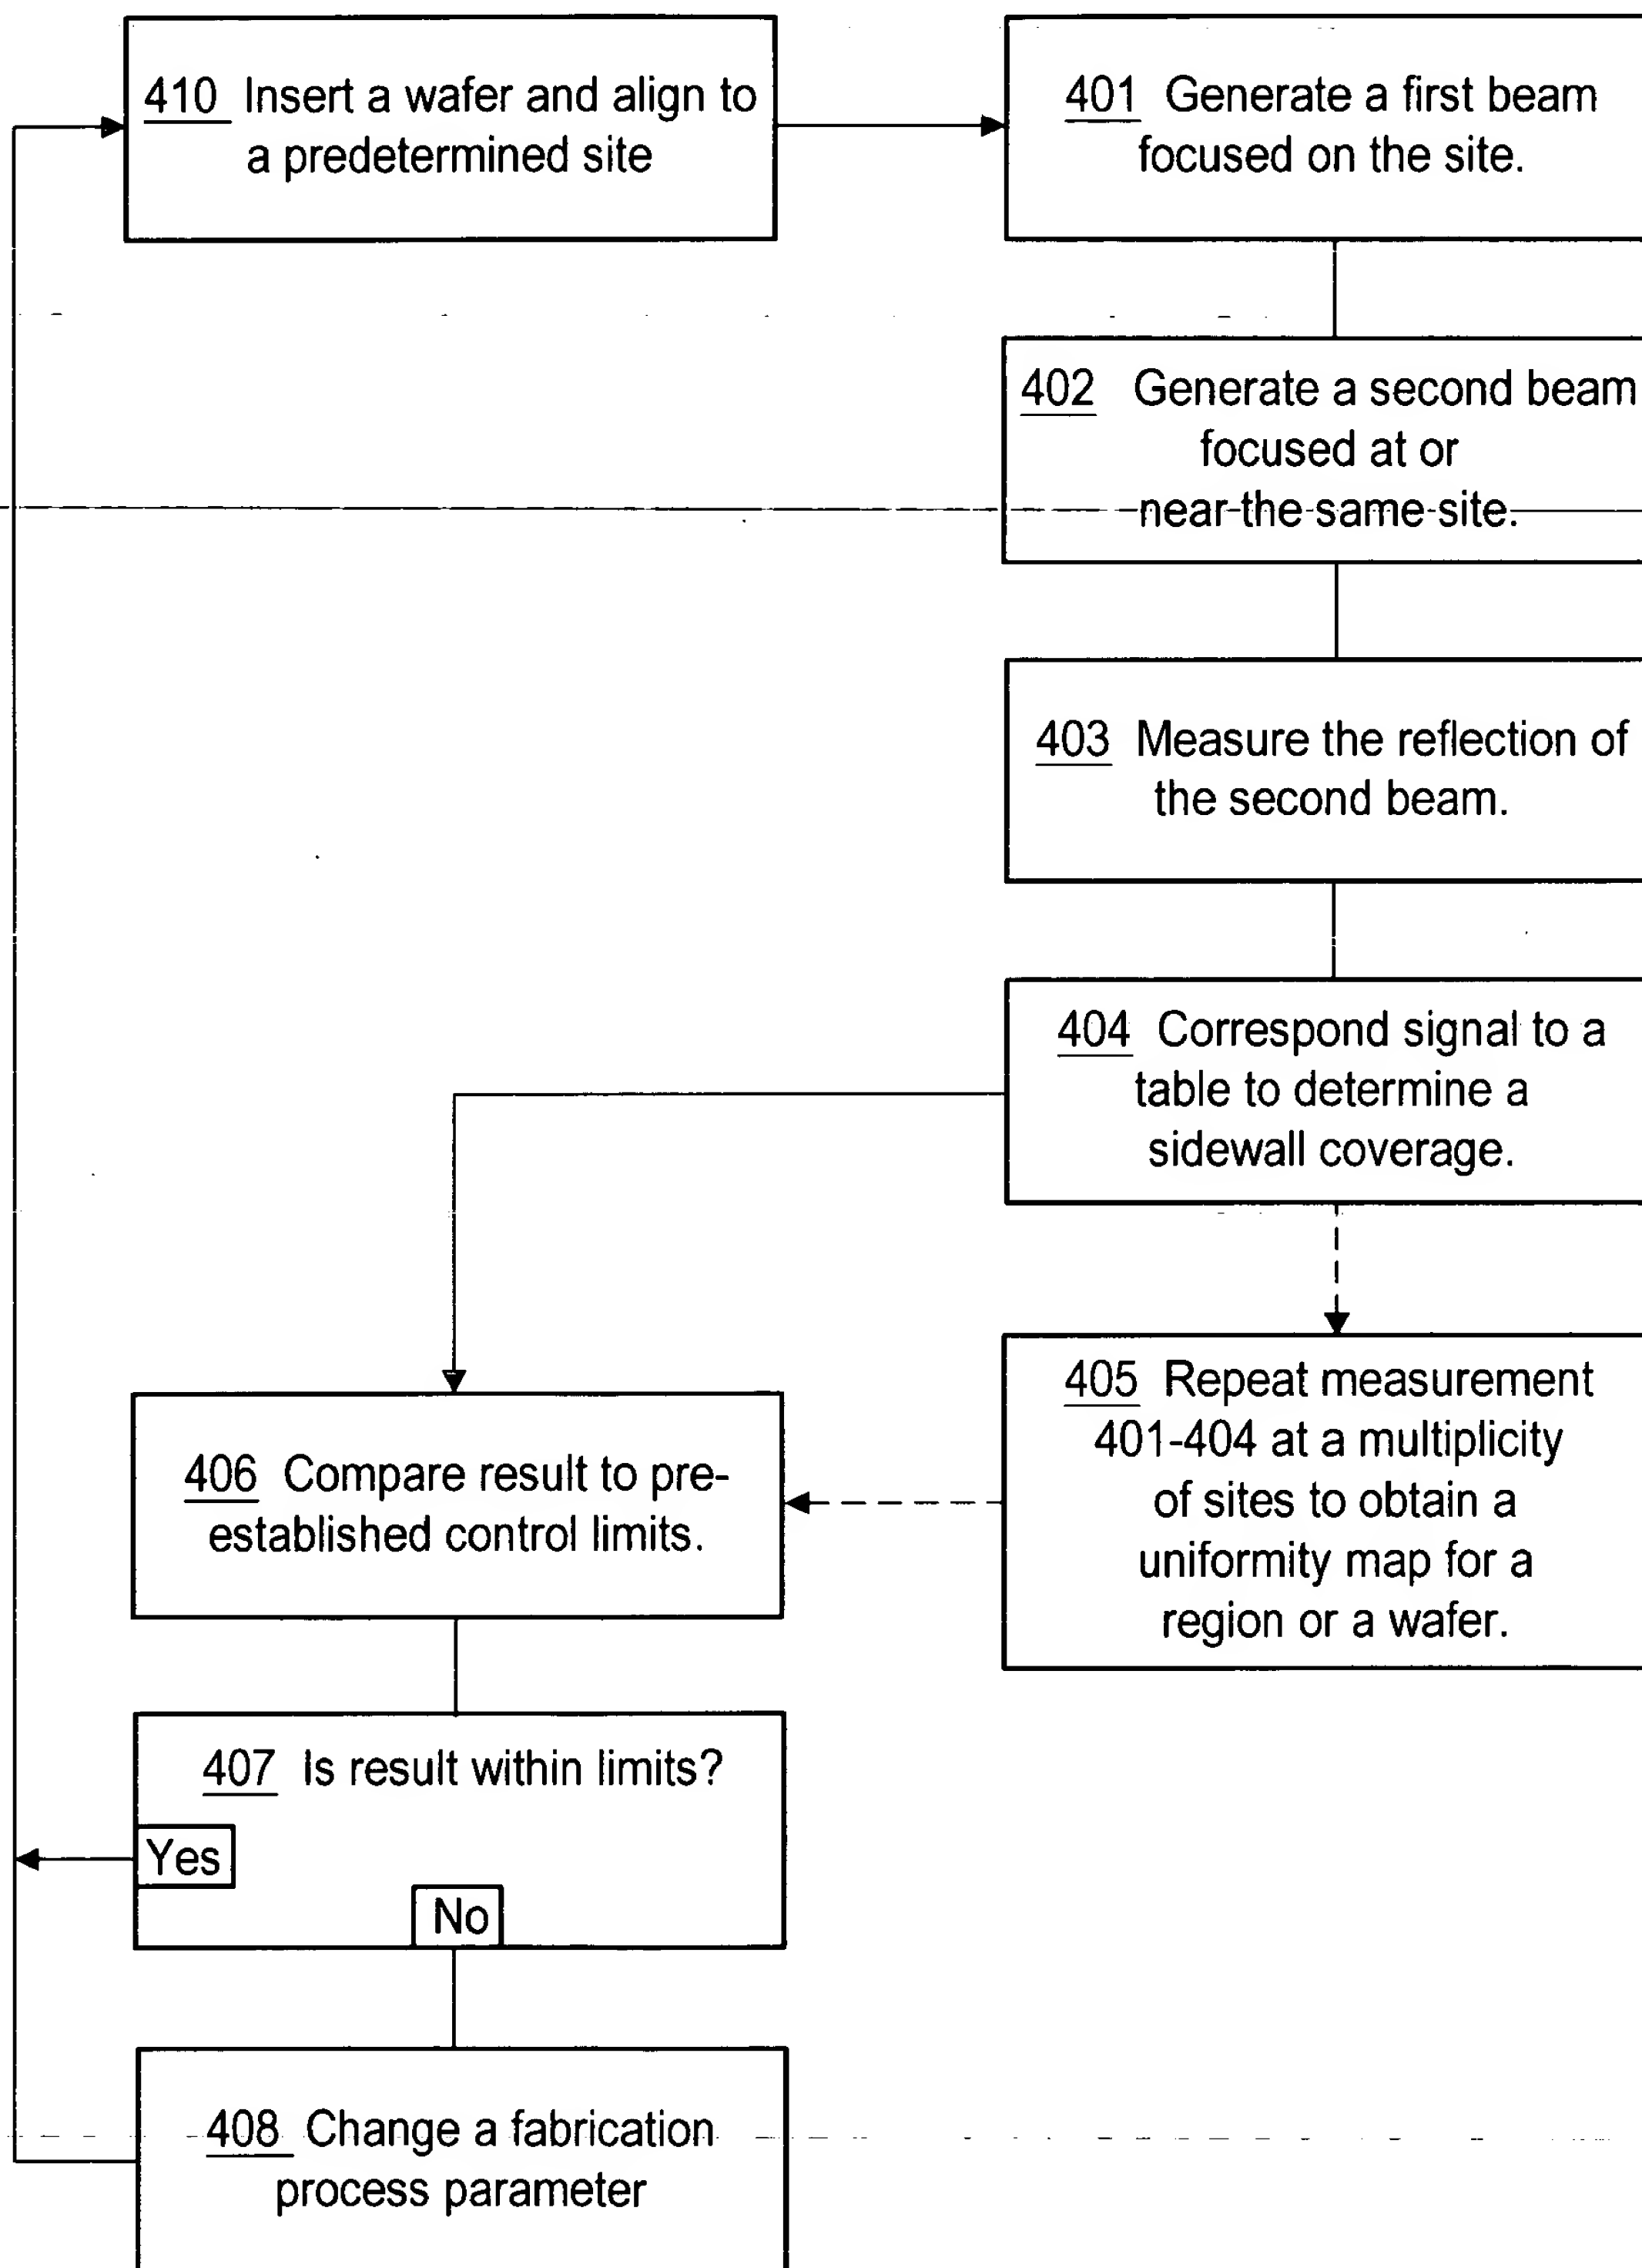 410 Insert a wafer and align to
a predetermined site
401 Generate a first beam
focused on the site.
402 Generate a second beam
focused at or
near the same site.
403 Measure the reflection of
the second beam.
404 Correspond signal to a
table to determine a
sidewall coverage.
405 Repeat measurement
401-404 at a multiplicity
of sites to obtain a
uniformity map for a
region or a wafer.
406 Compare result to pre-
established control limits.
407 Is result within limits?
Yes
No
408 Change a fabrication
process parameter